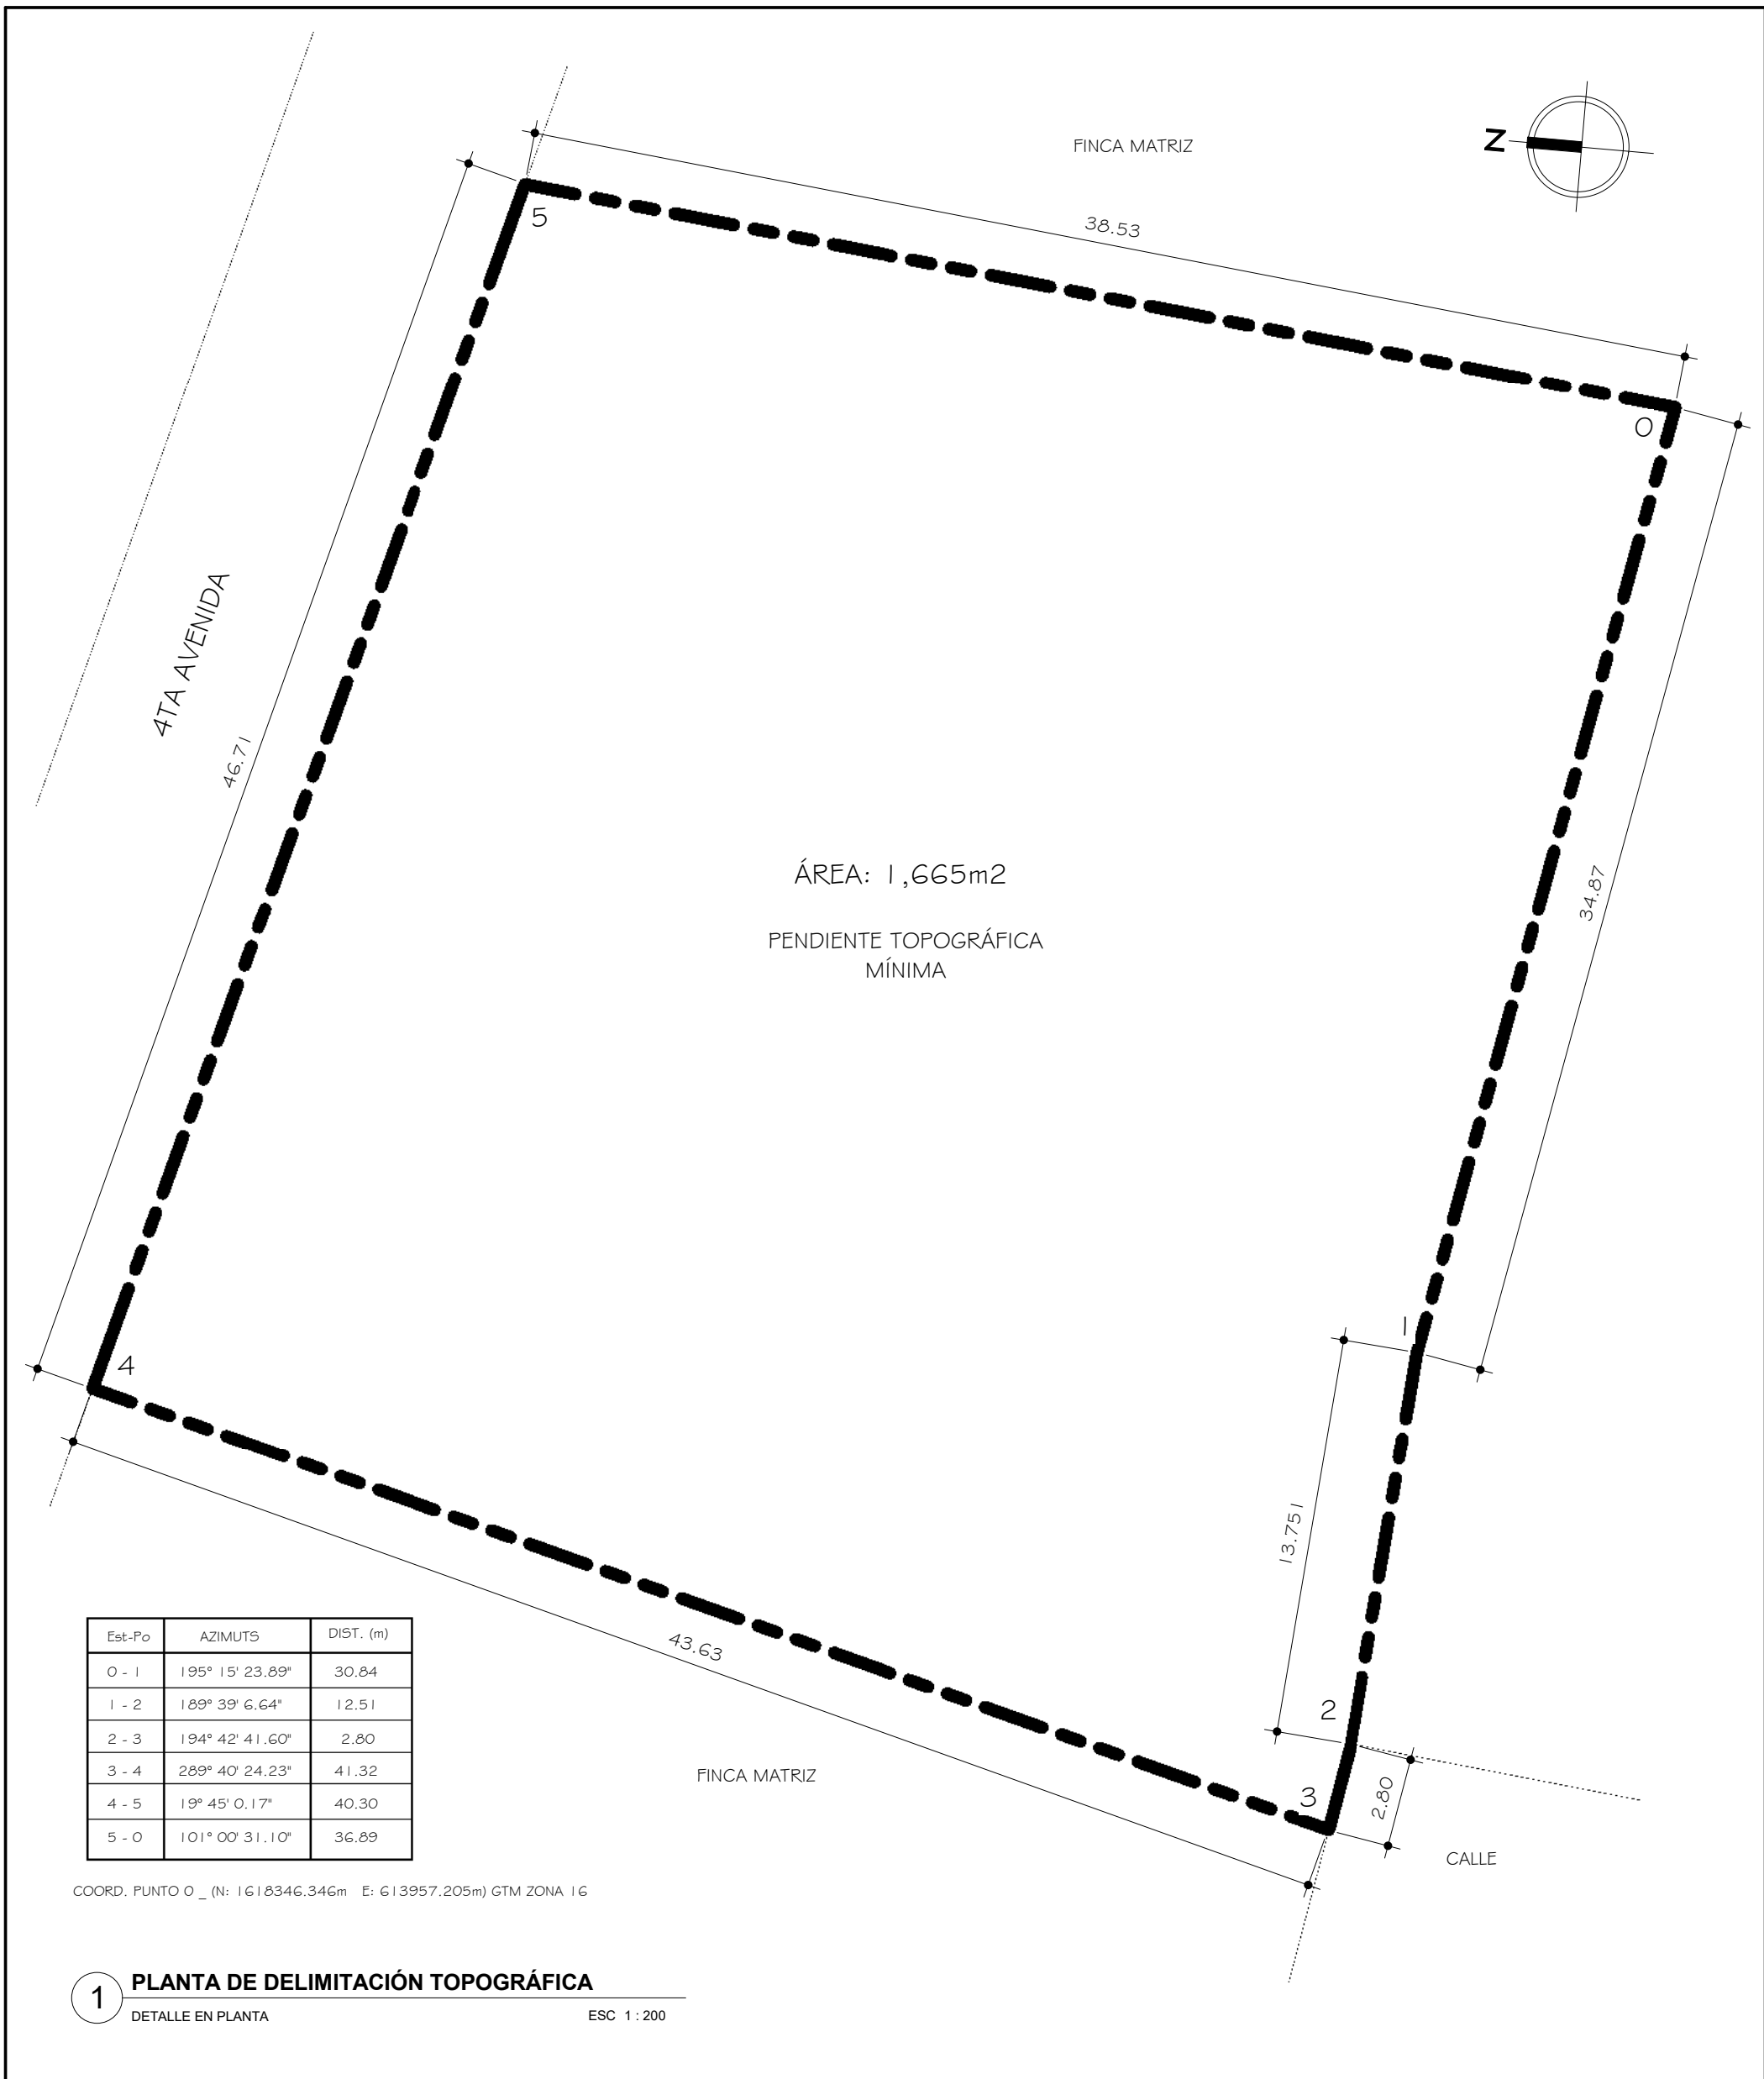 FINCA MATRIZ
Z
5
38.53
0
4TA AVENIDA
46.71
ÁREA: 1,665m2
34.87
PENDIENTE TOPOGRÁFICA
MÍNIMA
1
4
13.751
Est-Po AZIMUTS DIST. (m)
0 - 1 195° 15' 23.89" 30.84
1 - 2 189° 39' 6.64" 12.51
2 - 3 194° 42' 41.60" 2.80
3 - 4 289° 40' 24.23" 41.32
4 - 5 19° 45' 0.17" 40.30
5 - 0 101° 00' 31.10" 36.89
43.63
2
FINCA MATRIZ
3
2.80
CALLE
COORD. PUNTO 0 _ (N: 1618346.346m E: 613957.205m) GTM ZONA 16
1 PLANTA DE DELIMITACIÓN TOPOGRÁFICA
DETALLE EN PLANTA ESC 1 : 200